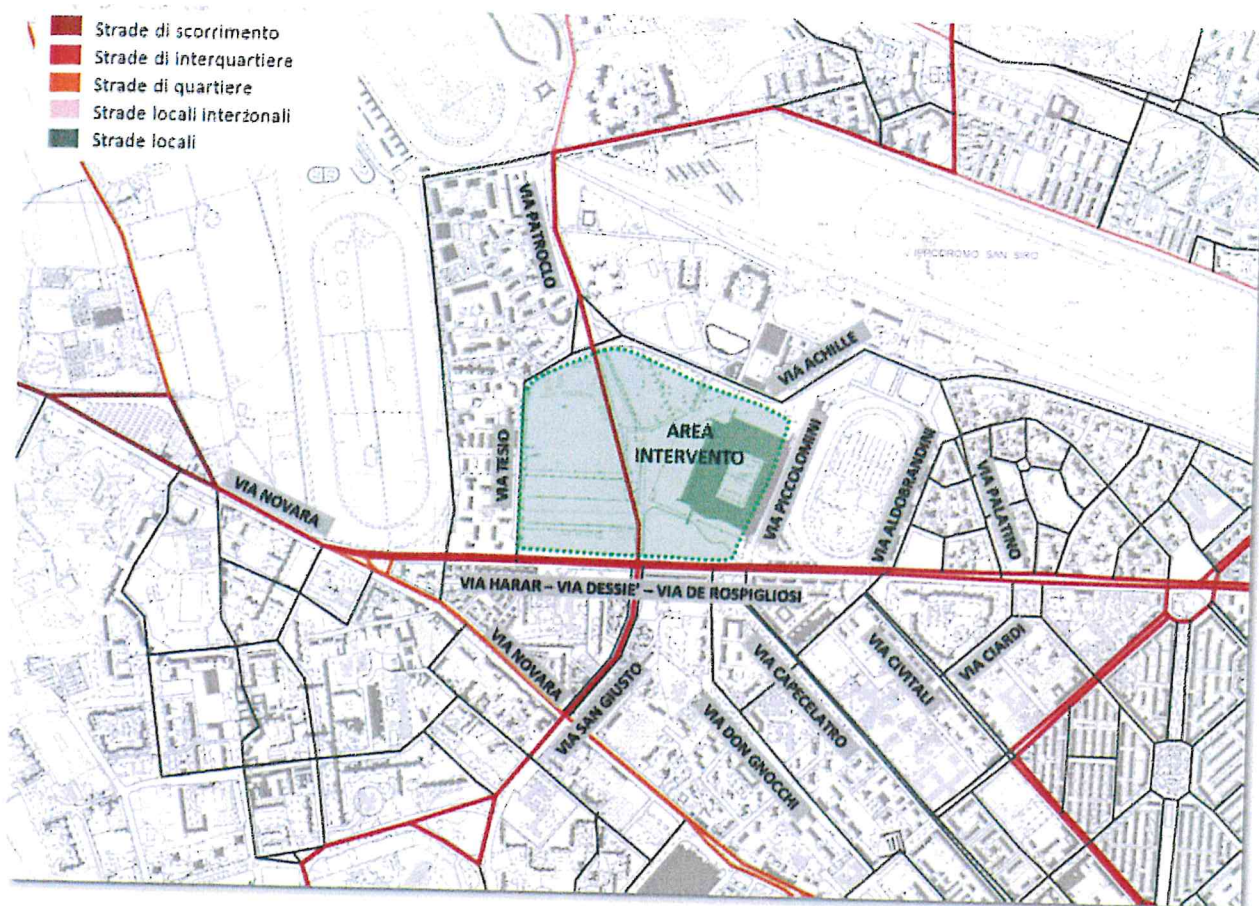 Strade di scorrimento
Strade di interquartiere
Strade di quartiere
Strade locali interzonali
Strade locali
VIA PATROCLO
IPPODROMO SAN SIRO
VIA ACHILLE
VIA TESIO
AREA
INTERVENTO
VIA PICCOLOMINI
VIA ALDOBRANDINI
VIA PALATINO
VIA NOVARA
VIA HARAR – VIA DESSIE' – VIA DE ROSPIGLIOSI
VIA NOVARA
VIA SAN GIUSTO
VIA DON GNOCCHI
VIA CAPECELATRO
VIA CIVITALI
VIA CIARDI